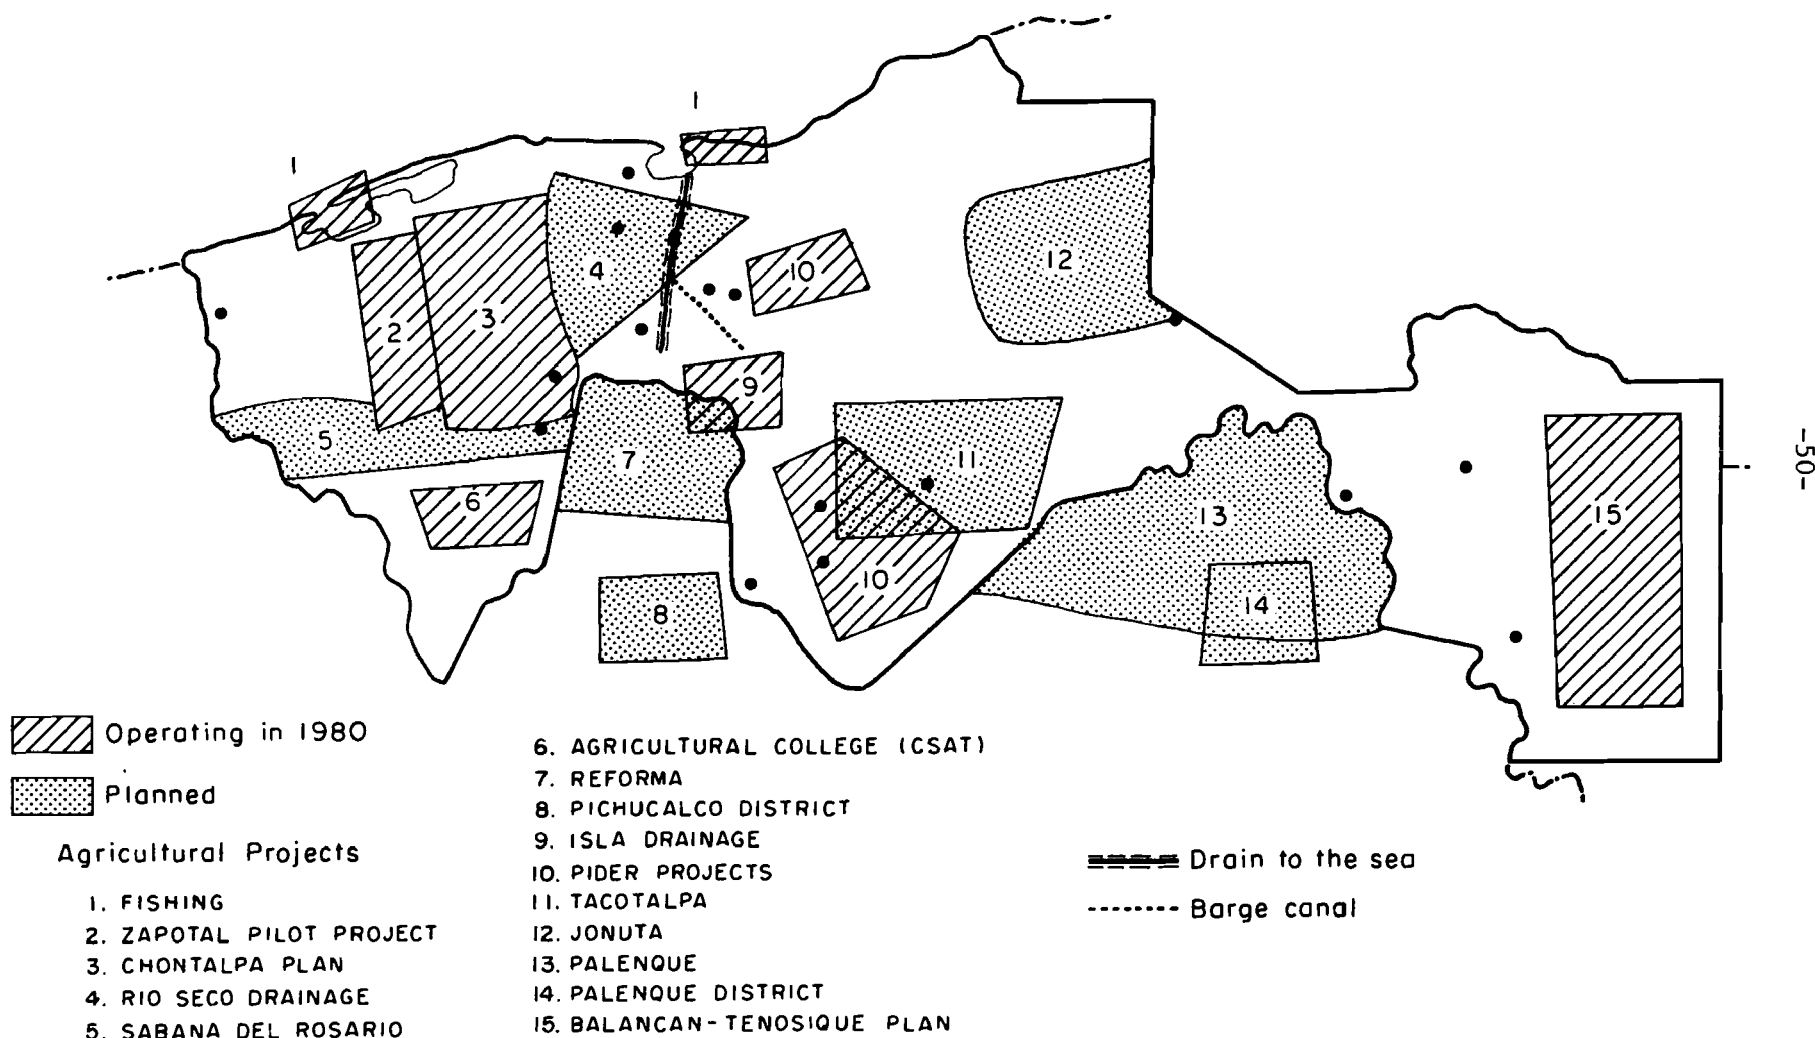 1
1
2
3
4
5
6
7
8
9
10
10
11
12
13
14
15
-50-
Operating in 1980
Planned
Agricultural Projects
1. FISHING
2. ZAPOTAL PILOT PROJECT
3. CHONTALPA PLAN
4. RIO SECO DRAINAGE
5. SABANA DEL ROSARIO
6. AGRICULTURAL COLLEGE (CSAT)
7. REFORMA
8. PICHUCALCO DISTRICT
9. ISLA DRAINAGE
10. PIDER PROJECTS
11. TACOTALPA
12. JONUTA
13. PALENQUE
14. PALENQUE DISTRICT
15. BALANCAN-TENOSIQUE PLAN
Drain to the sea
Barge canal